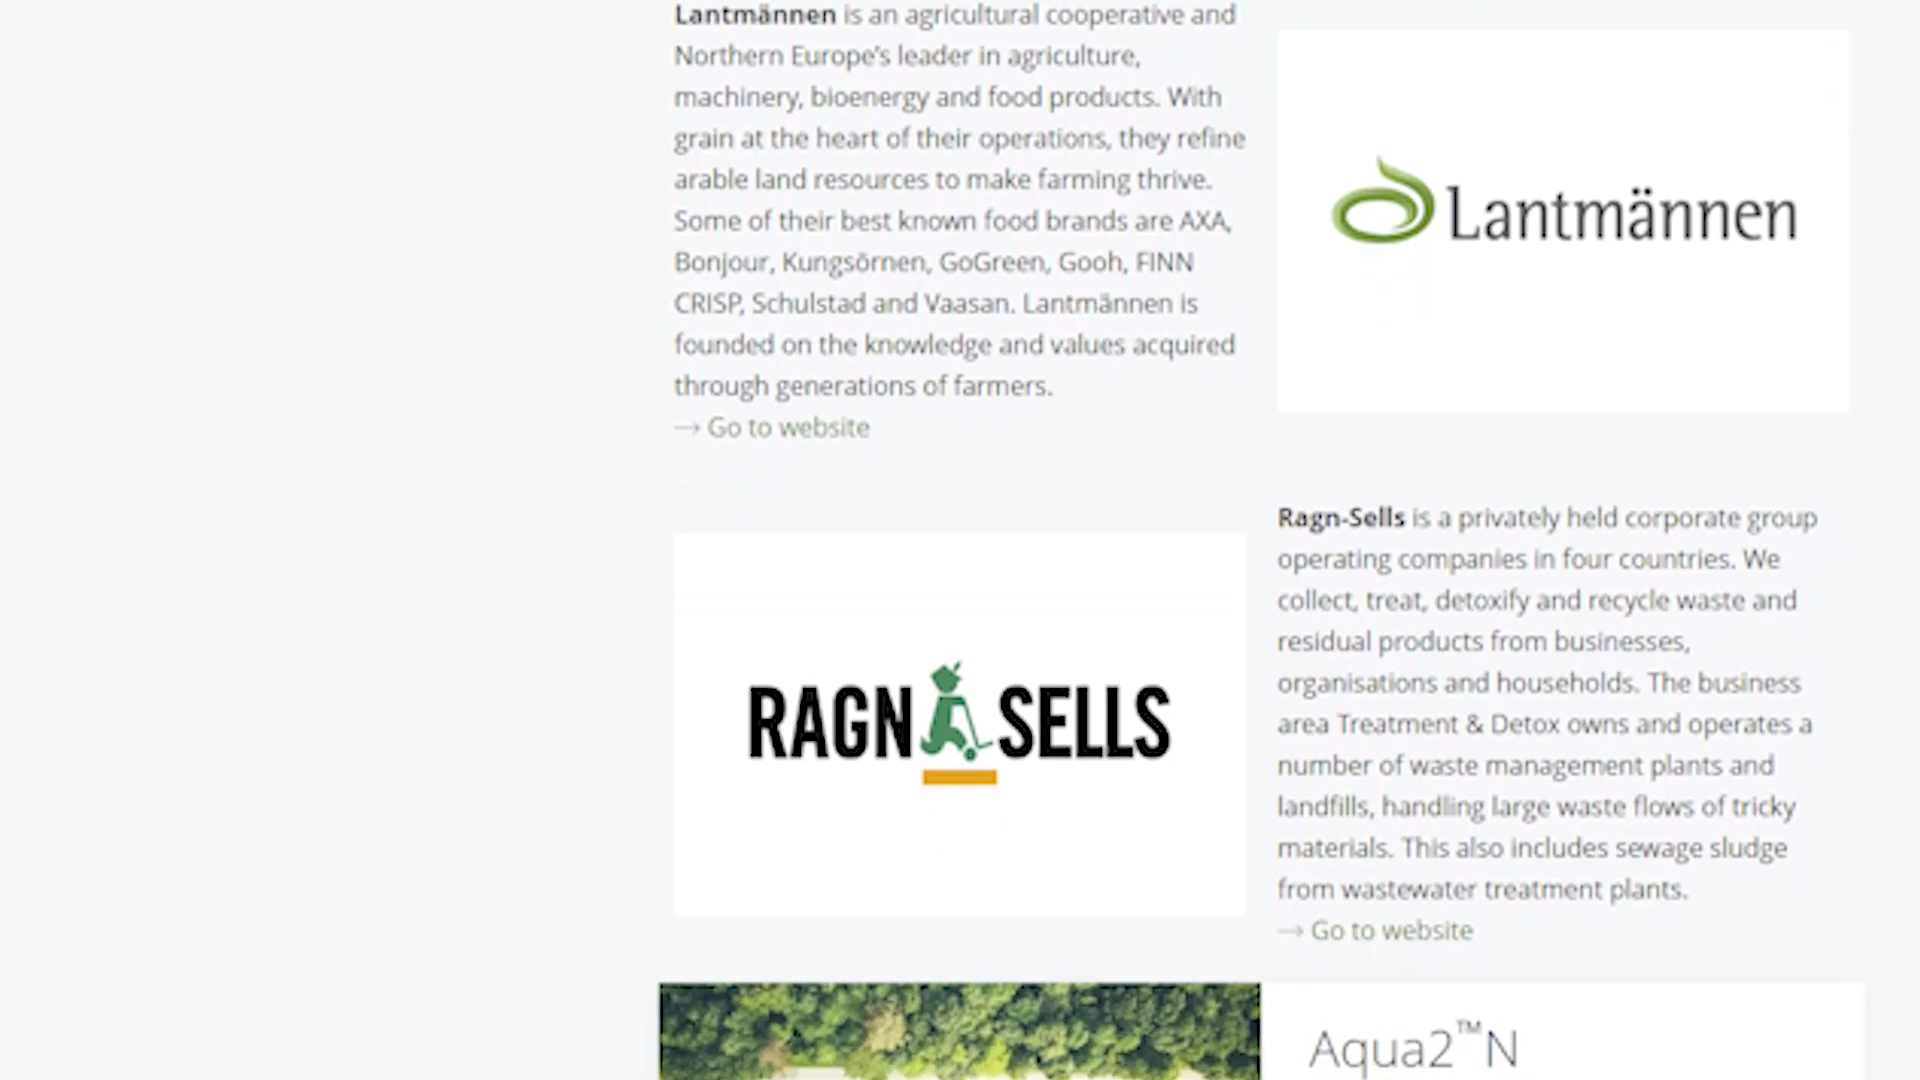 Lantmännen is an agricultural cooperative and
Northern Europe's leader in agriculture,
machinery, bioenergy and food products. With
grain at the heart of their operations, they refine
arable land resources to make farming thrive.
Some of their best known food brands are AXA,
Bonjour, Kungsörnen, GoGreen, Gooh, FINN
CRISP, Schulstad and Vaasan. Lantmännen is
founded on the knowledge and values acquired
through generations of farmers.
→ Go to website
Lantmännen
RAGN SELLS
Ragn-Sells is a privately held corporate group
operating companies in four countries. We
collect, treat, detoxify and recycle waste and
residual products from businesses,
organisations and households. The business
area Treatment & Detox owns and operates a
number of waste management plants and
landfills, handling large waste flows of tricky
materials. This also includes sewage sludge
from wastewater treatment plants.
→ Go to website
Aqua2™N